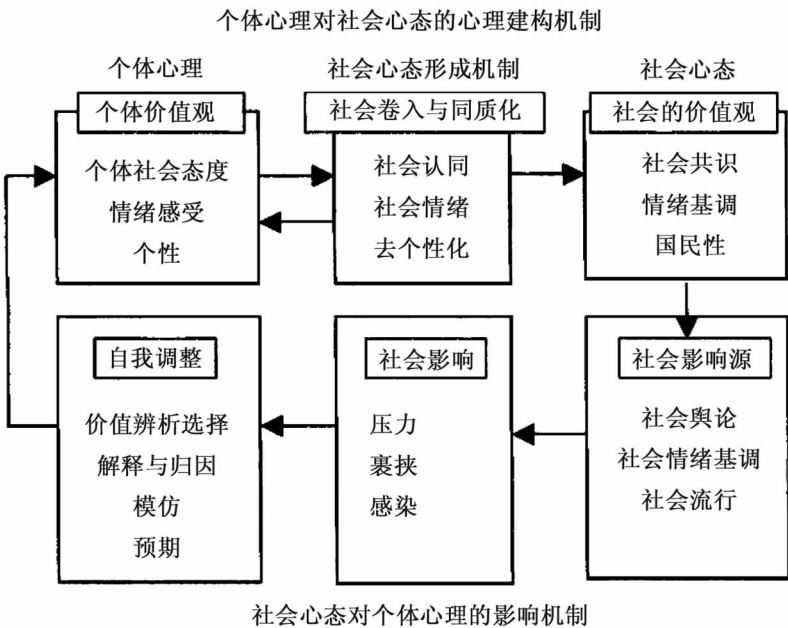 个体心理对社会心态的心理建构机制
个体心理
社会心态形成机制
社会心态
个体价值观
个体社会态度
情绪感受
个性
社会卷入与同质化
社会认同
社会情绪
去个性化
社会的价值观
社会共识
情绪基调
国民性
社会影响源
社会舆论
社会情绪基调
社会流行
社会影响
压力
裹挟
感染
自我调整
价值辨析选择
解释与归因
模仿
预期
社会心态对个体心理的影响机制